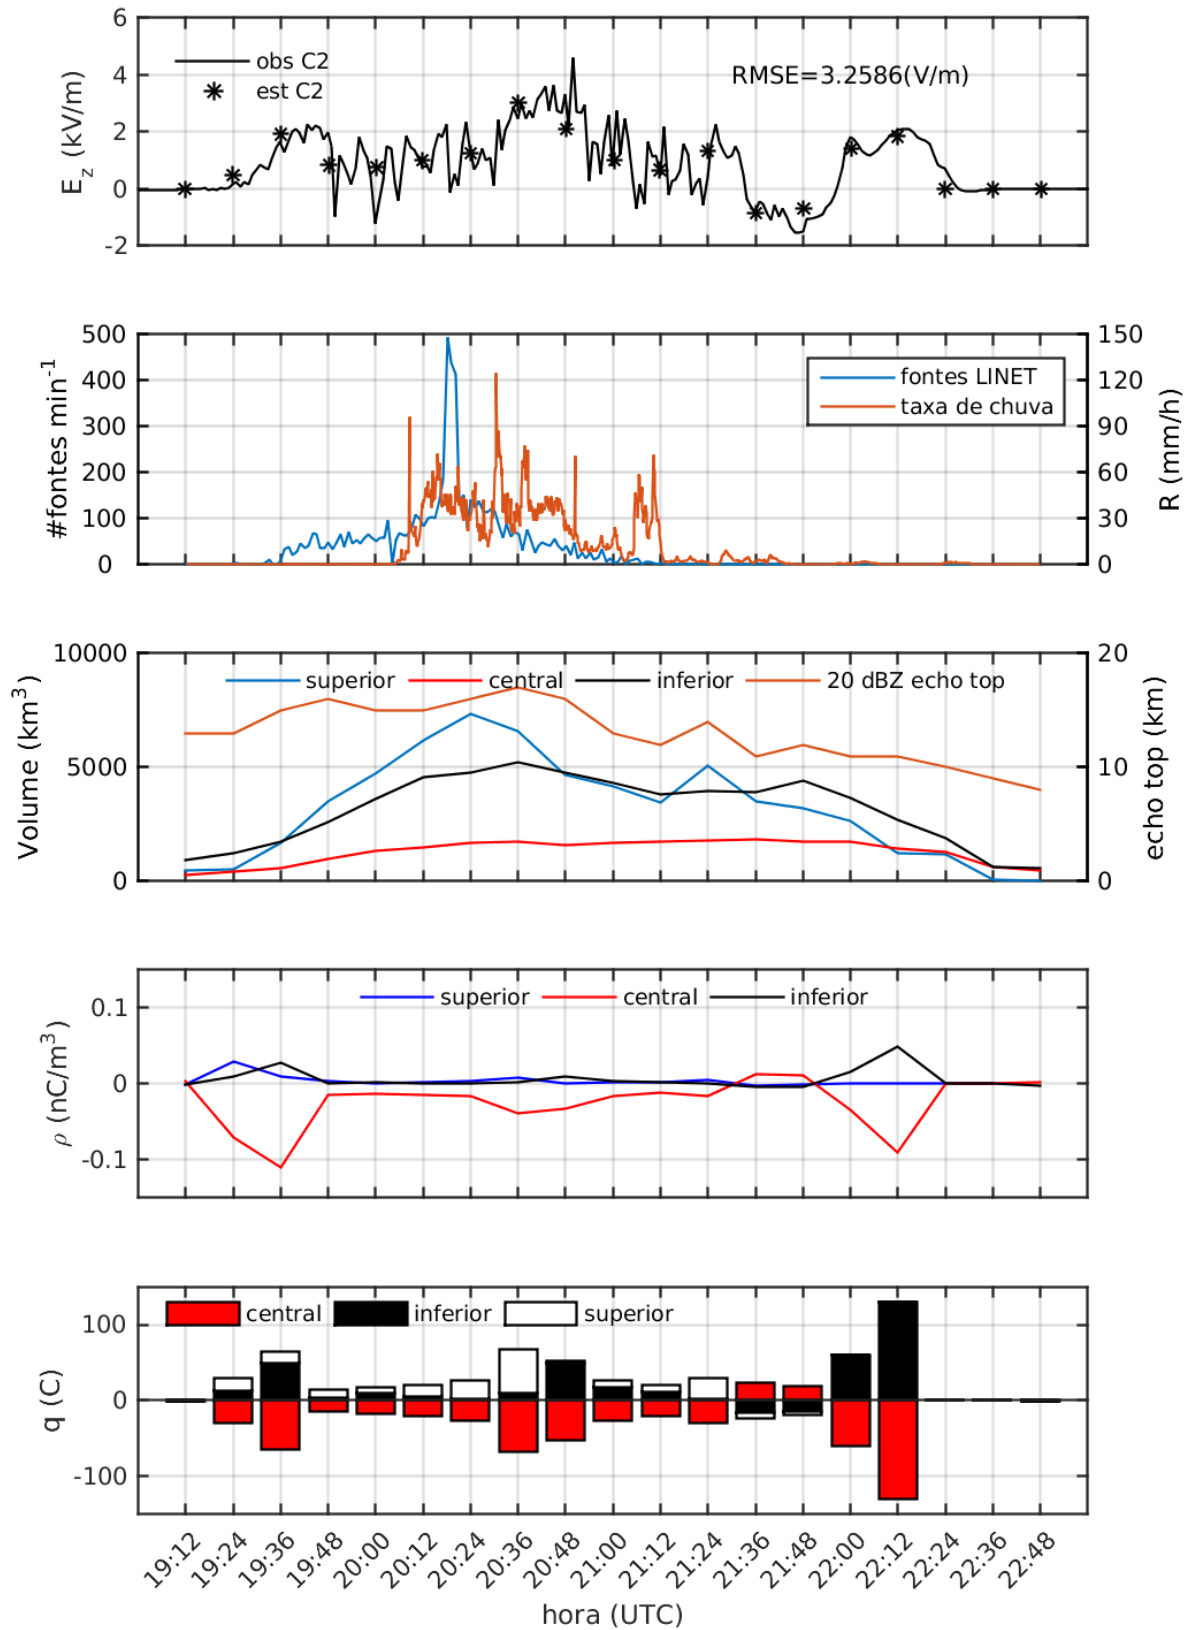 6
4
2
0
-2
E_z (kV/m)
obs C2
est C2
RMSE=3.2586(V/m)
500
400
300
200
100
0
#fontes min^-1
150
120
90
60
30
0
R (mm/h)
fontes LINET
taxa de chuva
10000
5000
0
Volume (km^3)
20
10
0
echo top (km)
superior central inferior 20 dBZ echo top
0.1
0
-0.1
ρ (nC/m^3)
superior central inferior
100
0
-100
q (C)
central inferior superior
19:12 19:24 19:36 19:48 20:00 20:12 20:24 20:36 20:48 21:00 21:12 21:24 21:36 21:48 22:00 22:12 22:24 22:36 22:48
hora (UTC)